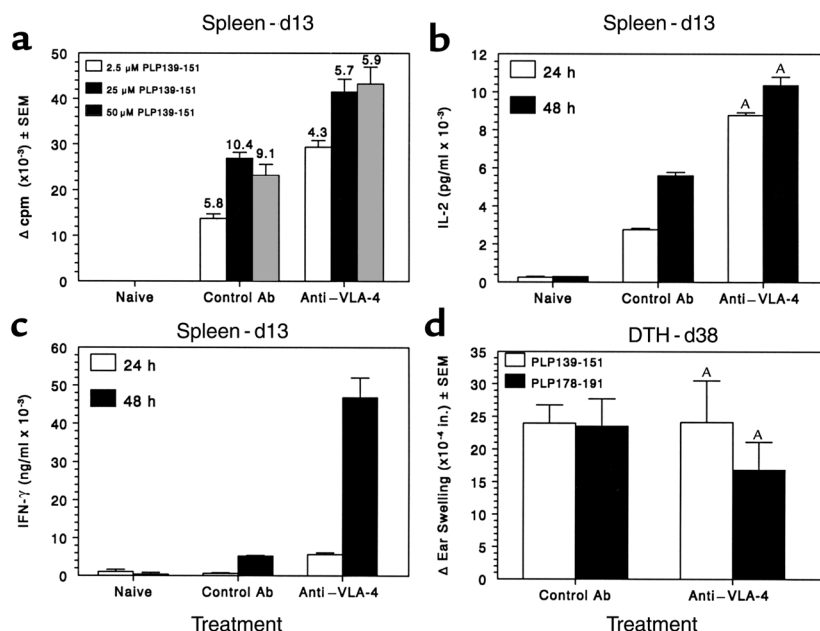 a
Spleen - d13
Δ cpm (x10⁻³) ± SEM
50
40
30
20
10
0
2.5 μM PLP139-151
25 μM PLP139-151
50 μM PLP139-151
5.8
10.4
9.1
4.3
5.7
5.9
Naive
Control Ab
Anti–VLA-4
b
Spleen - d13
IL-2 (pg/ml x 10⁻³)
12
10
8
6
4
2
0
24 h
48 h
A
A
Naive
Control Ab
Anti–VLA-4
c
Spleen - d13
IFN-γ (ng/ml x 10⁻³)
60
50
40
30
20
10
0
24 h
48 h
Naive
Control Ab
Anti–VLA-4
Treatment
d
DTH - d38
Δ Ear Swelling (x10⁻⁴ in.) ± SEM
35
30
25
20
15
10
5
0
PLP139-151
PLP178-191
A
A
Control Ab
Anti–VLA-4
Treatment